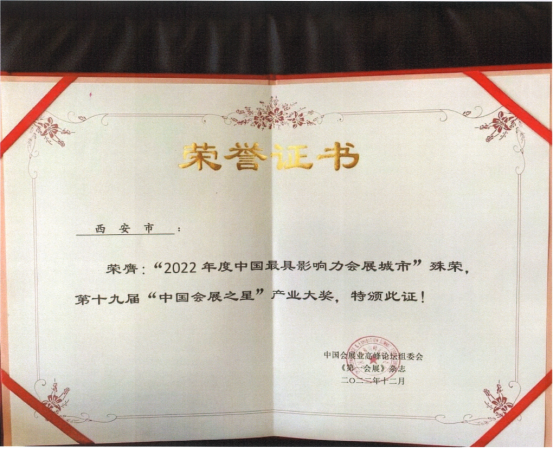 荣誉证书
西安市：
荣膺：“2022年度中国最具影响力会展城市”殊荣，
第十九届“中国会展之星”产业大奖，特颁此证！
中国会展业高峰论坛组委会
《第一会展》杂志
二〇二二年十二月